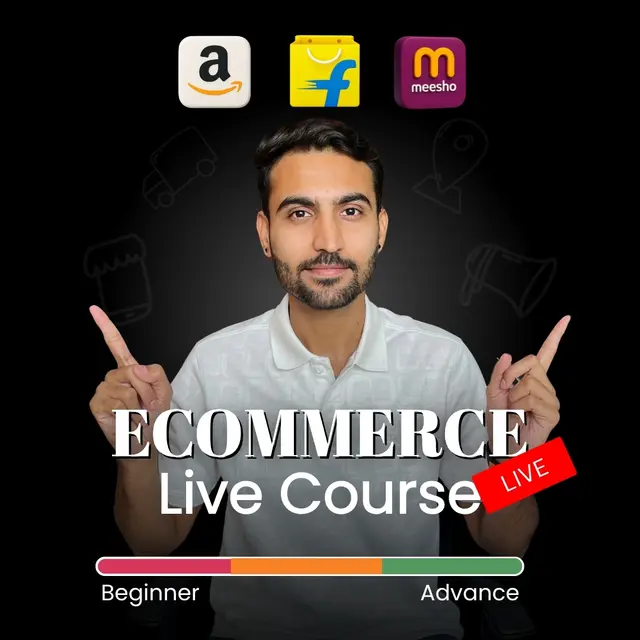 a
f
m
meesho
ECOMMERCE
Live Course
LIVE
Beginner
Advance